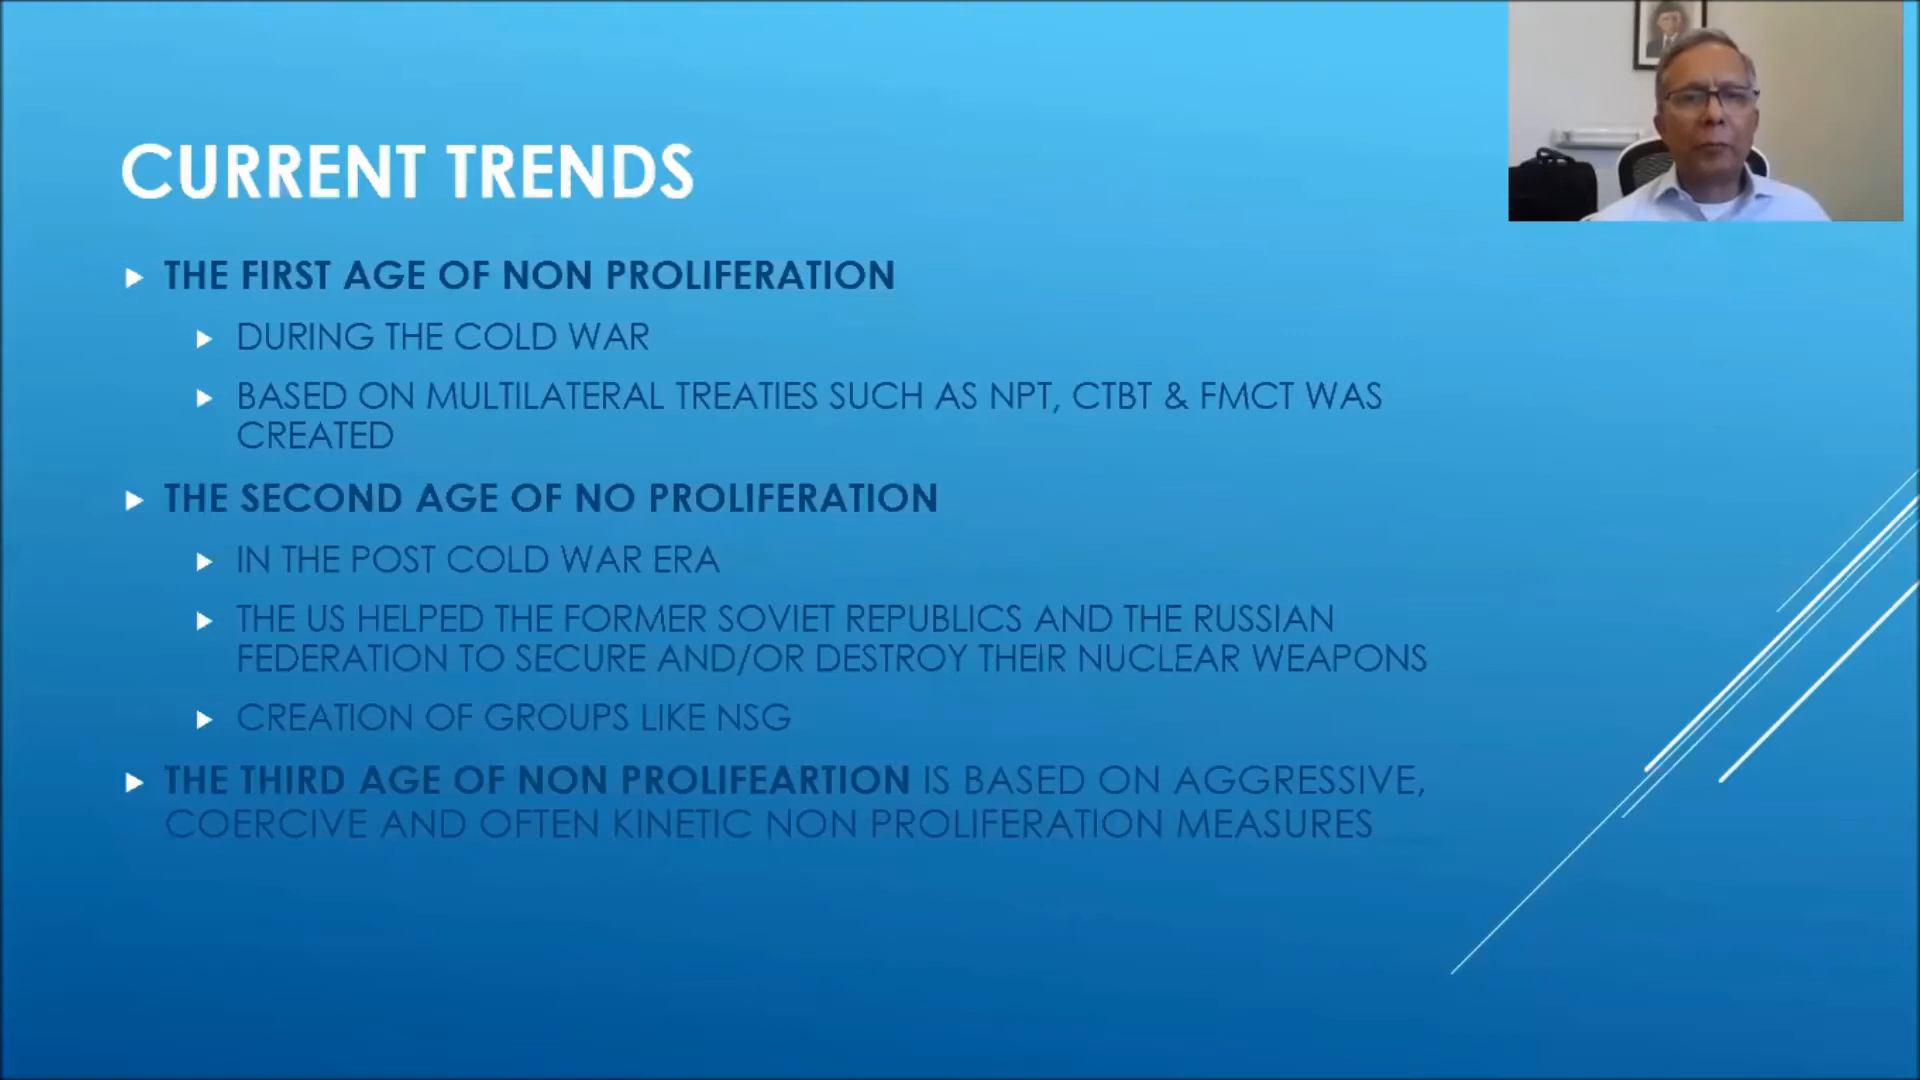 CURRENT TRENDS
THE FIRST AGE OF NON PROLIFERATION
DURING THE COLD WAR
BASED ON MULTILATERAL TREATIES SUCH AS NPT, CTBT & FMCT WAS
CREATED
THE SECOND AGE OF NO PROLIFERATION
IN THE POST COLD WAR ERA
THE US HELPED THE FORMER SOVIET REPUBLICS AND THE RUSSIAN
FEDERATION TO SECURE AND/OR DESTROY THEIR NUCLEAR WEAPONS
CREATION OF GROUPS LIKE NSG
THE THIRD AGE OF NON PROLIFEARTION IS BASED ON AGGRESSIVE,
COERCIVE AND OFTEN KINETIC NON PROLIFERATION MEASURES